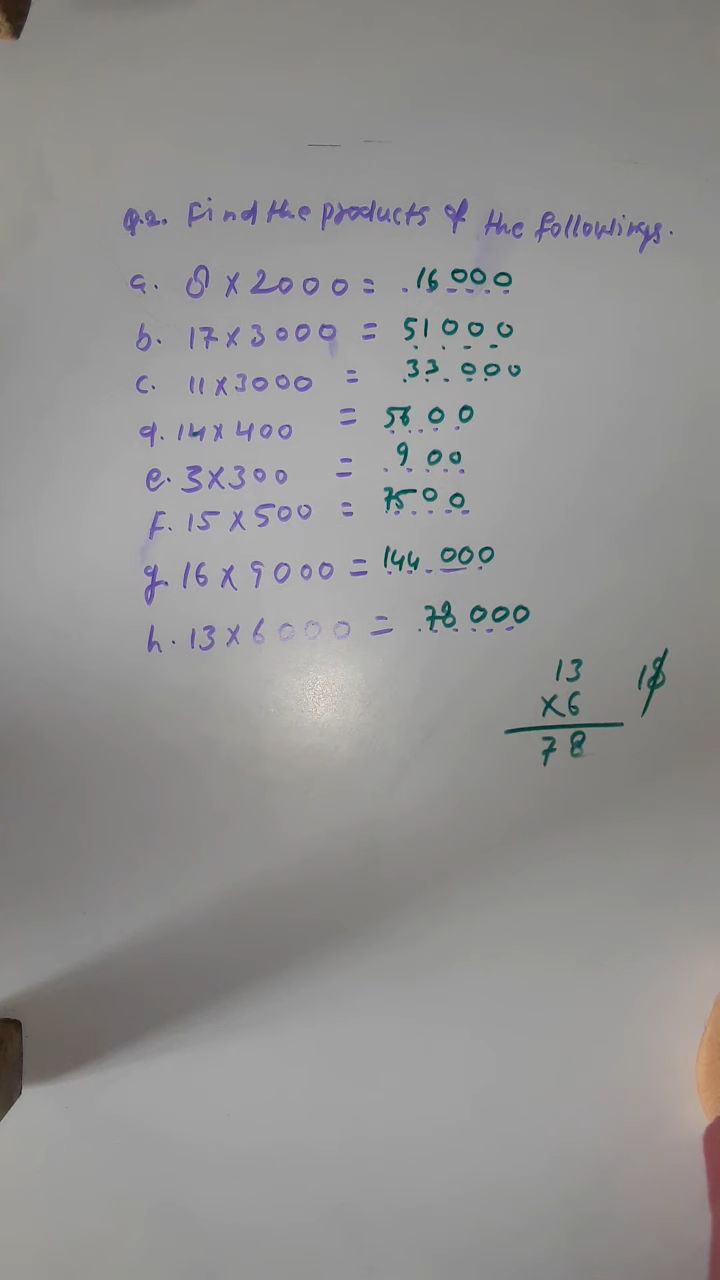 Q.2. Find the products of the followings.
a. 8 x 2000 = 16000
b. 17 x 3000 = 51000
c. 11 x 3000 = 33000
d. 14 x 400 = 5600
e. 3 x 300 = 900
f. 15 x 500 = 7500
g. 16 x 9000 = 144000
h. 13 x 6000 = 78000
13
x6
78